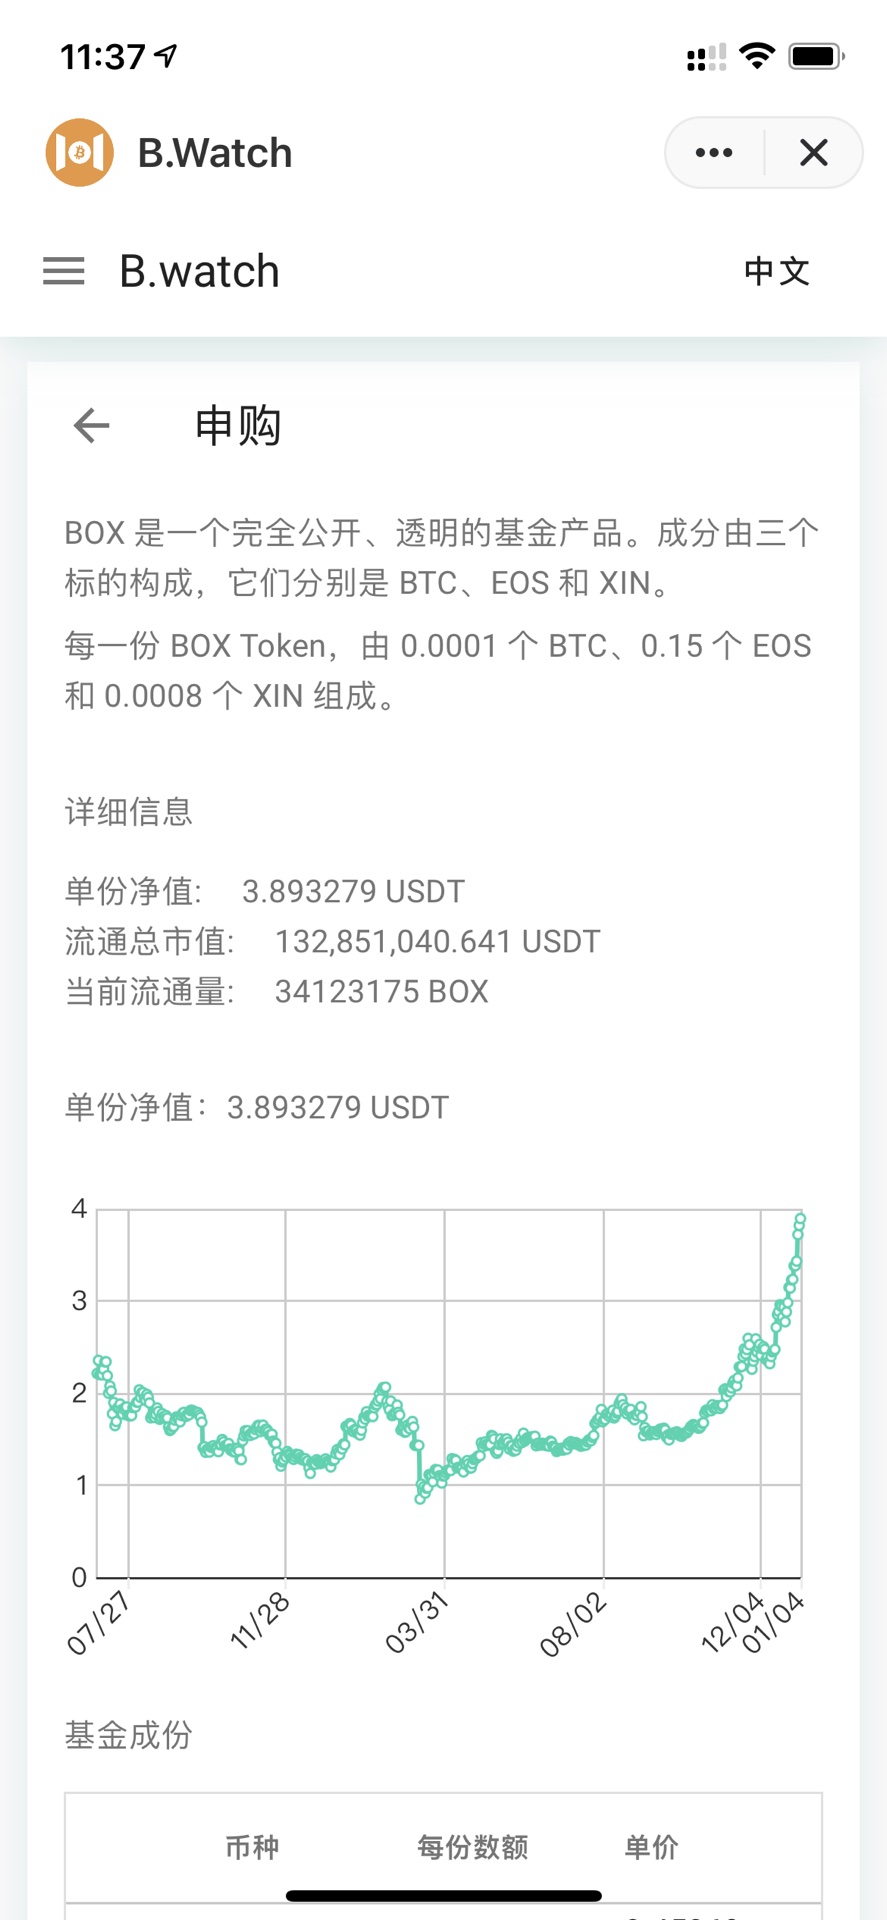 11:37
B.Watch
B.watch
中文
申购
BOX 是一个完全公开、透明的基金产品。成分由三个
标的构成，它们分别是 BTC、EOS 和 XIN。
每一份 BOX Token，由 0.0001 个 BTC、0.15 个 EOS
和 0.0008 个 XIN 组成。
详细信息
单份净值: 3.893279 USDT
流通总市值: 132,851,040.641 USDT
当前流通量: 34123175 BOX
单份净值：3.893279 USDT
4
3
2
1
0
07/27
11/28
03/31
08/02
12/04
01/04
基金成份
币种 每份数额 单价